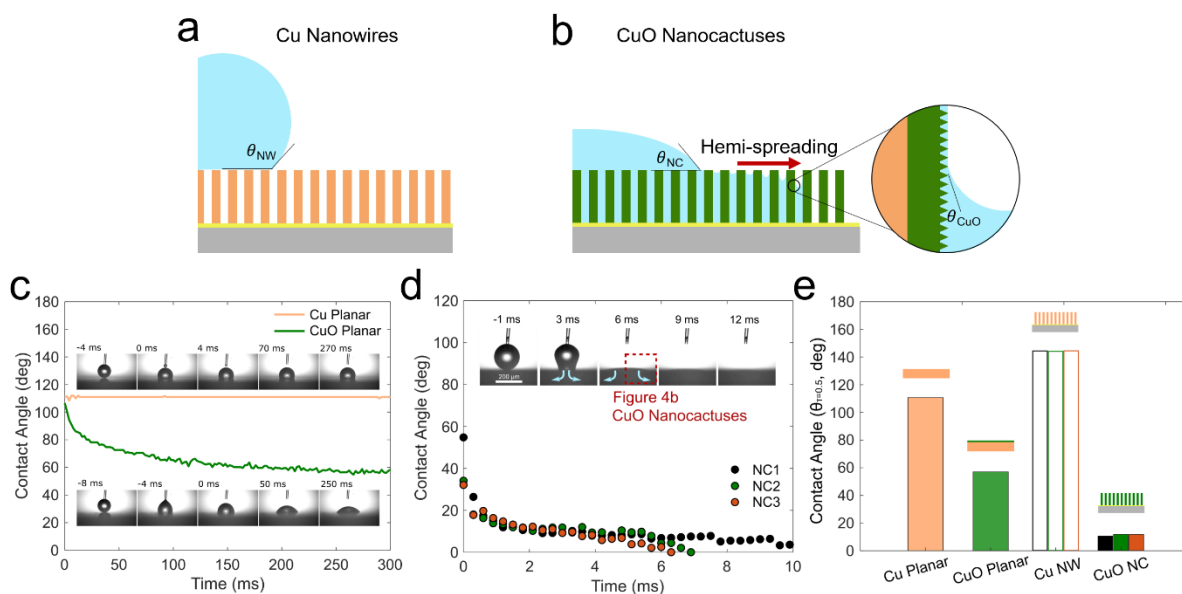 a
Cu Nanowires
θNW
b
CuO Nanocactuses
θNC
Hemi-spreading
θCuO
c
180
160
140
120
100
80
60
40
20
0
Contact Angle (deg)
Cu Planar
CuO Planar
-4 ms
0 ms
4 ms
70 ms
270 ms
-8 ms
-4 ms
0 ms
50 ms
250 ms
0
50
100
150
200
250
300
Time (ms)
d
120
100
80
60
40
20
0
Contact Angle (deg)
-1 ms
3 ms
6 ms
9 ms
12 ms
200 μm
Figure 4b
CuO Nanocactuses
NC1
NC2
NC3
0
2
4
6
8
10
Time (ms)
e
180
160
140
120
100
80
60
40
20
0
Contact Angle (θτ=0.5, deg)
Cu Planar
CuO Planar
Cu NW
CuO NC